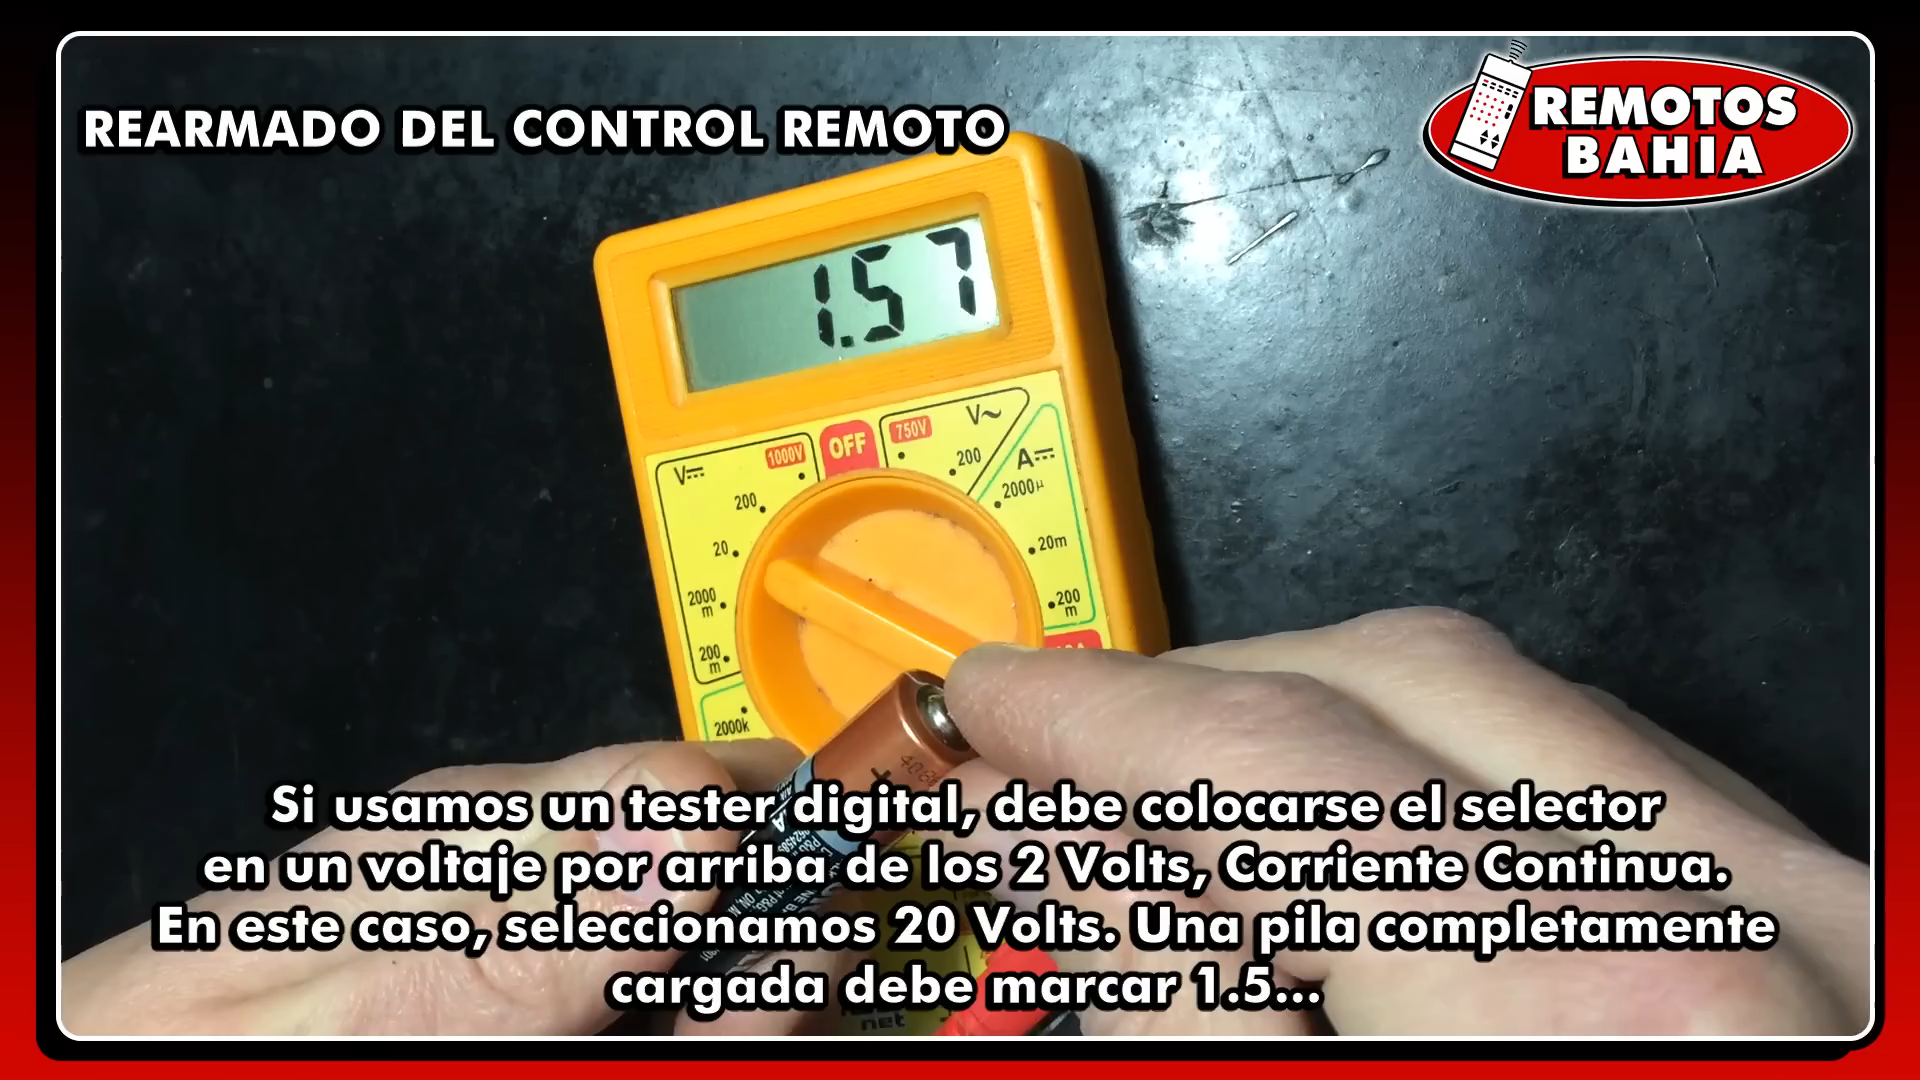 REARMADO DEL CONTROL REMOTO
REMOTOS
BAHIA
1.57
V
1000V
OFF
750V
V~
200
200
A
2000µ
20
20m
2000
m
200
m
200
m
2000k
+
Si usamos un tester digital, debe colocarse el selector
en un voltaje por arriba de los 2 Volts, Corriente Continua.
En este caso, seleccionamos 20 Volts. Una pila completamente
cargada debe marcar 1.5...
net